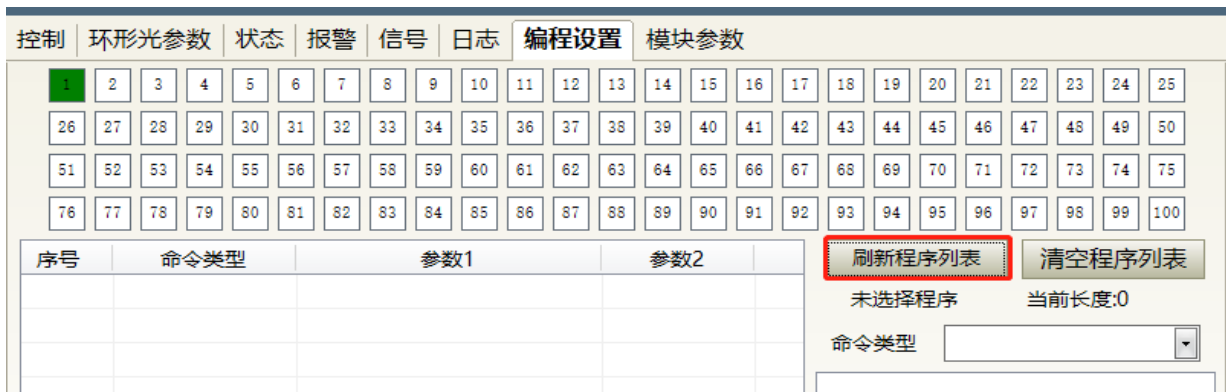 控制 环形光参数 状态 报警 信号 日志 编程设置 模块参数
1 2 3 4 5 6 7 8 9 10 11 12 13 14 15 16 17 18 19 20 21 22 23 24 25
26 27 28 29 30 31 32 33 34 35 36 37 38 39 40 41 42 43 44 45 46 47 48 49 50
51 52 53 54 55 56 57 58 59 60 61 62 63 64 65 66 67 68 69 70 71 72 73 74 75
76 77 78 79 80 81 82 83 84 85 86 87 88 89 90 91 92 93 94 95 96 97 98 99 100
序号 命令类型 参数1 参数2 刷新程序列表 清空程序列表
未选择程序 当前长度:0
命令类型